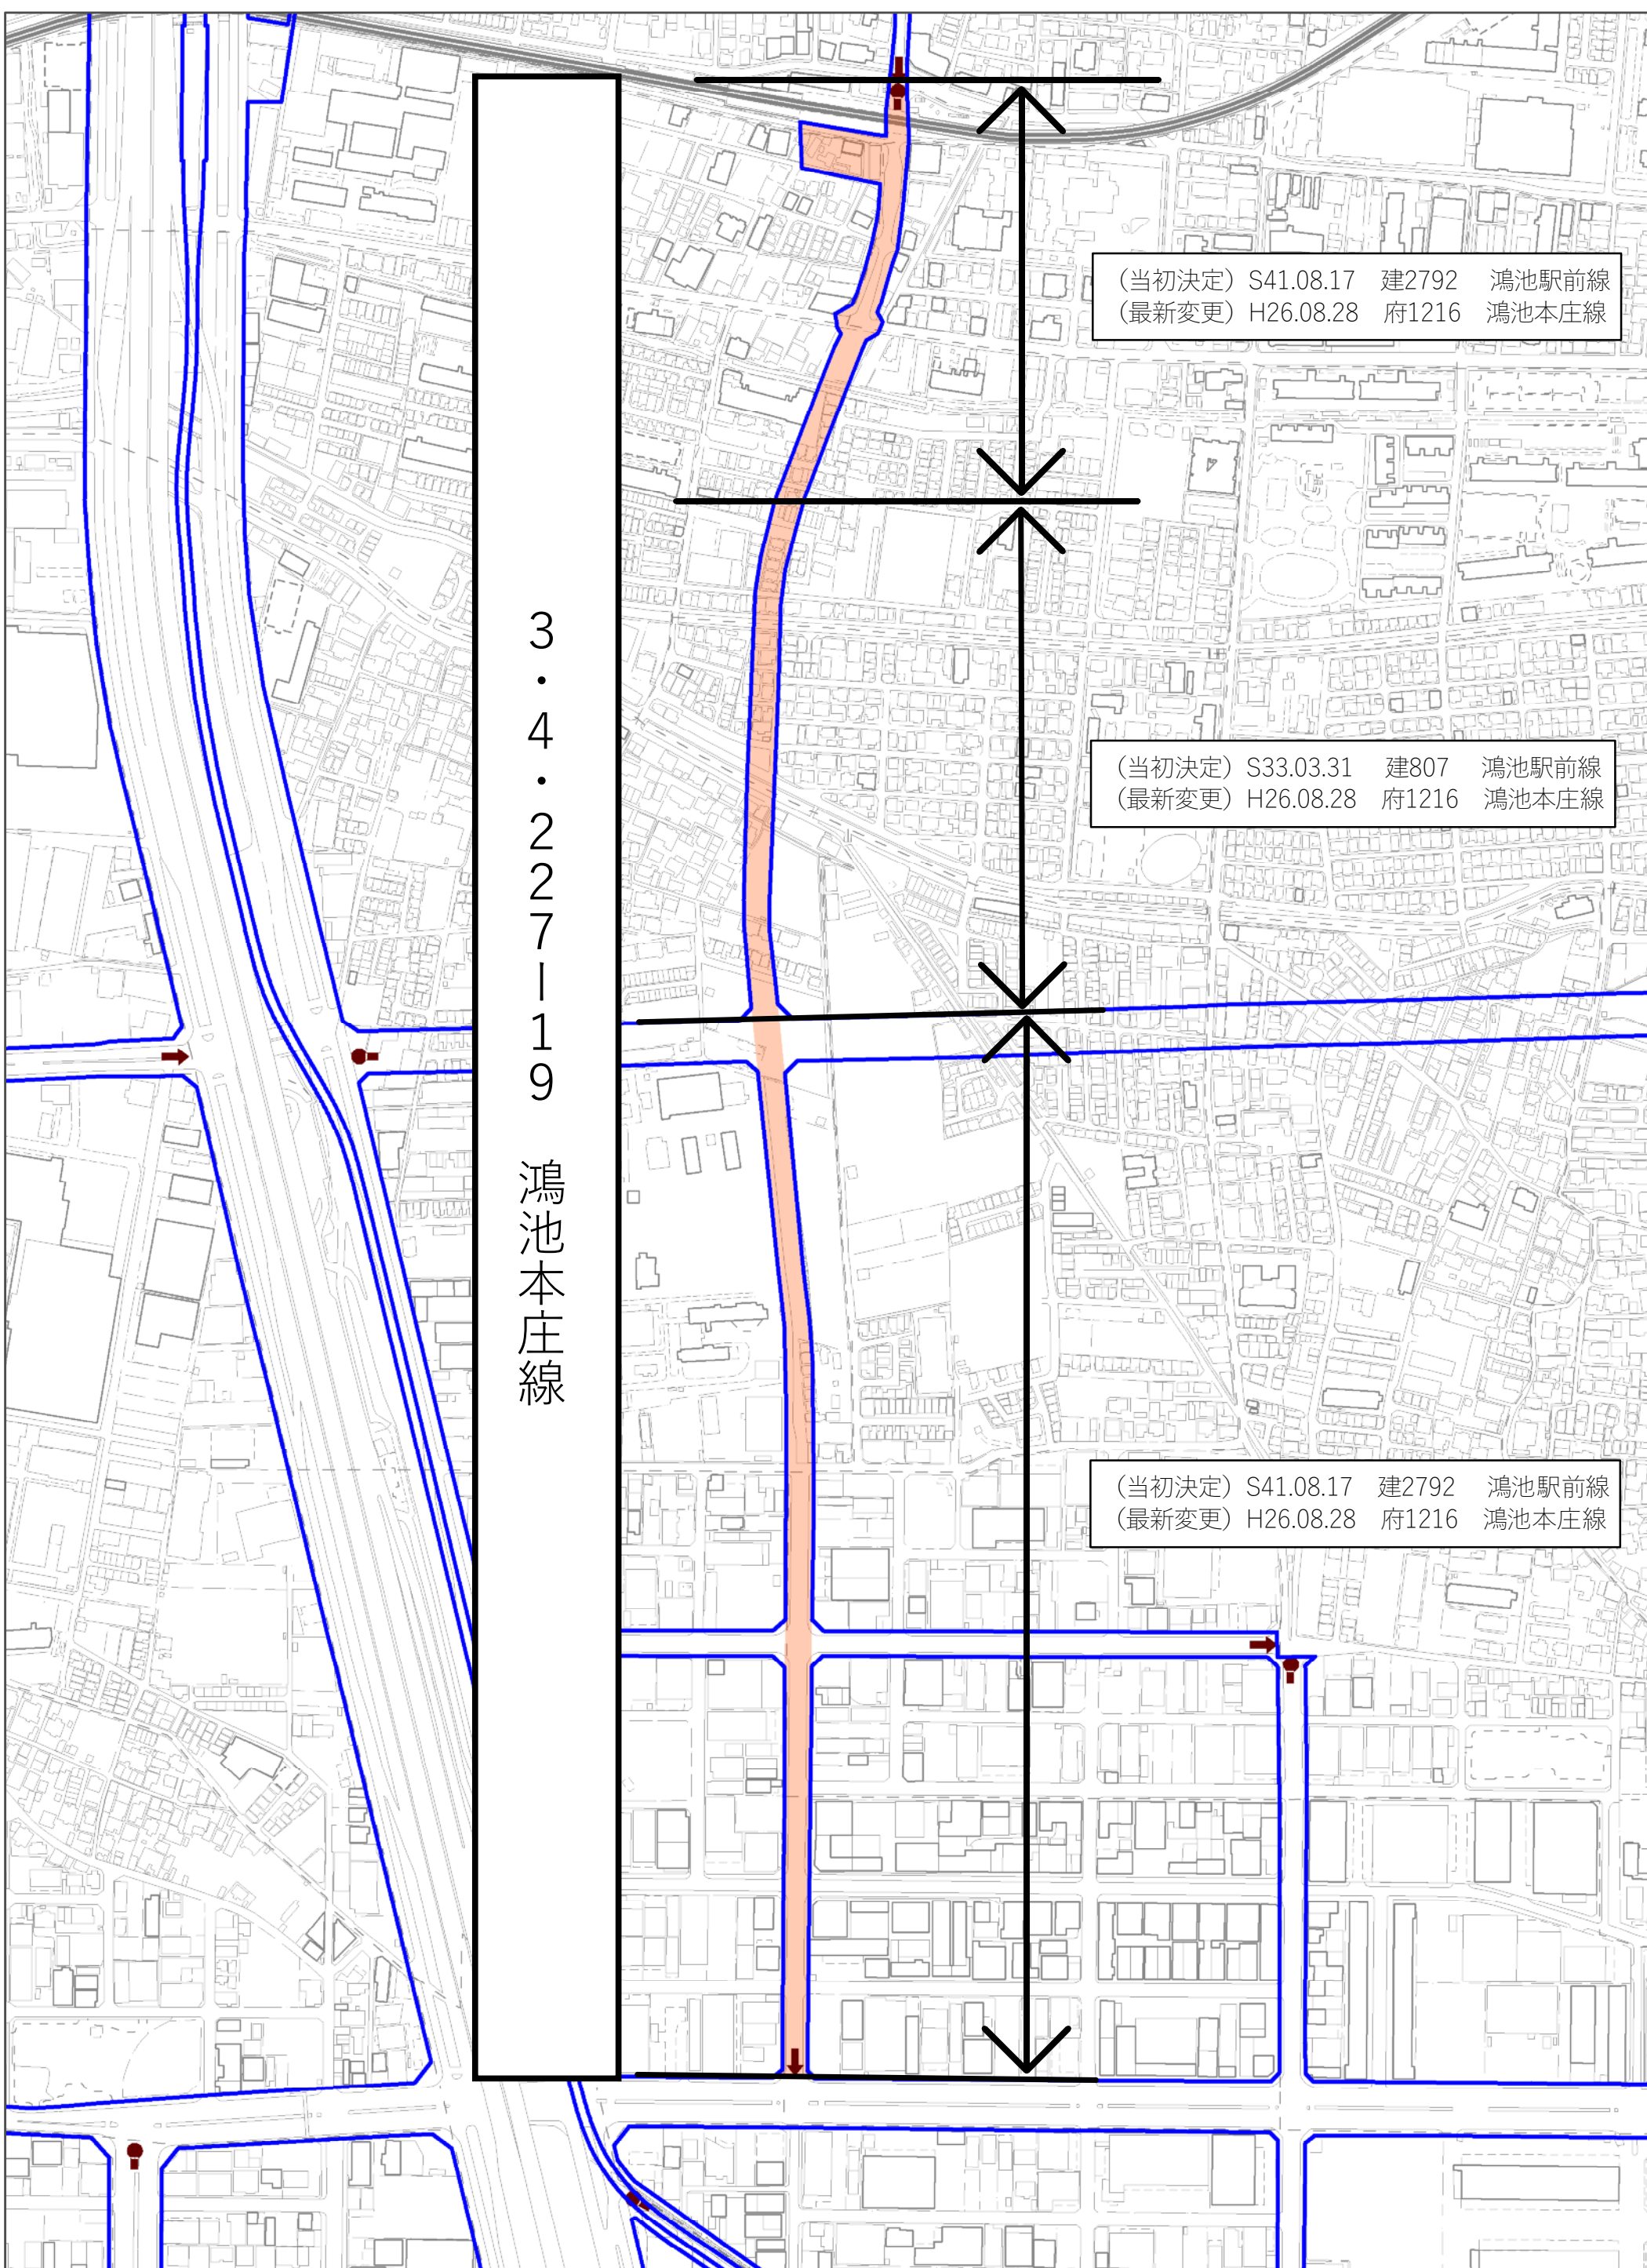 3・4・227ー19 鴻池本庄線
（当初決定）S41.08.17 建2792 鴻池駅前線
（最新変更）H26.08.28 府1216 鴻池本庄線
（当初決定）S33.03.31 建807 鴻池駅前線
（最新変更）H26.08.28 府1216 鴻池本庄線
（当初決定）S41.08.17 建2792 鴻池駅前線
（最新変更）H26.08.28 府1216 鴻池本庄線